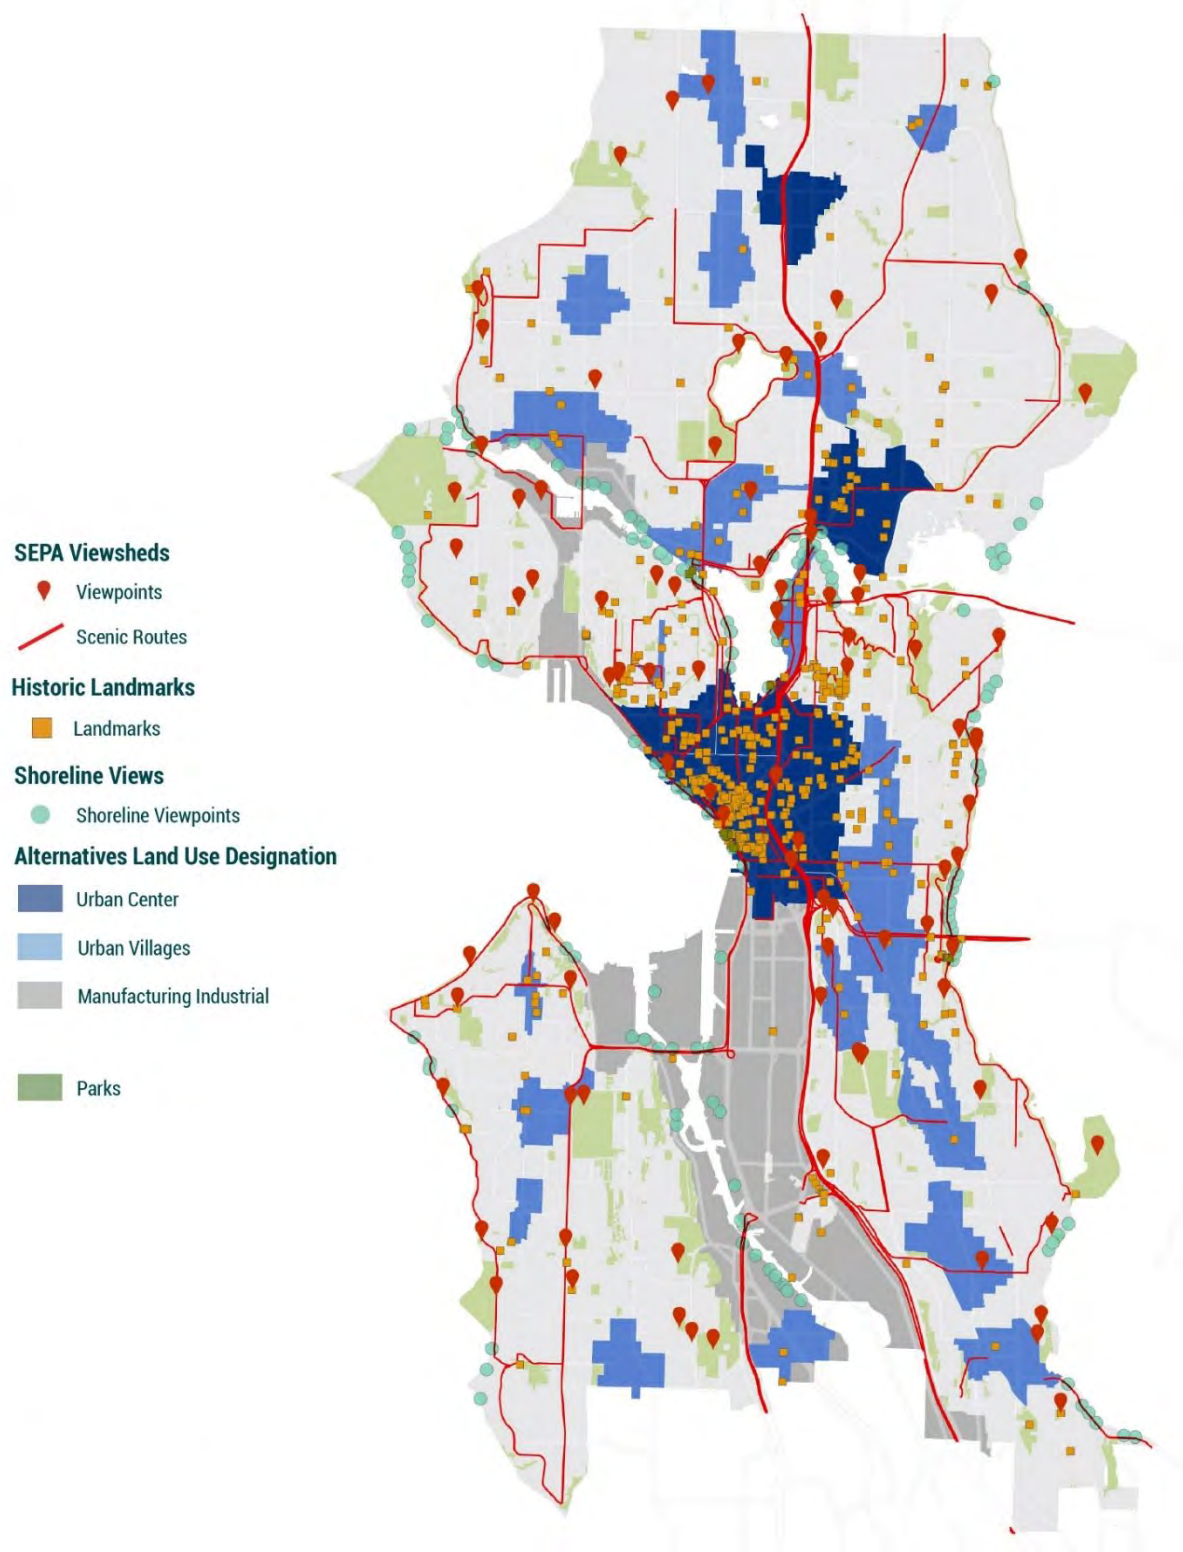 SEPA Viewsheds
Viewpoints
Scenic Routes
Historic Landmarks
Landmarks
Shoreline Views
Shoreline Viewpoints
Alternatives Land Use Designation
Urban Center
Urban Villages
Manufacturing Industrial
Parks